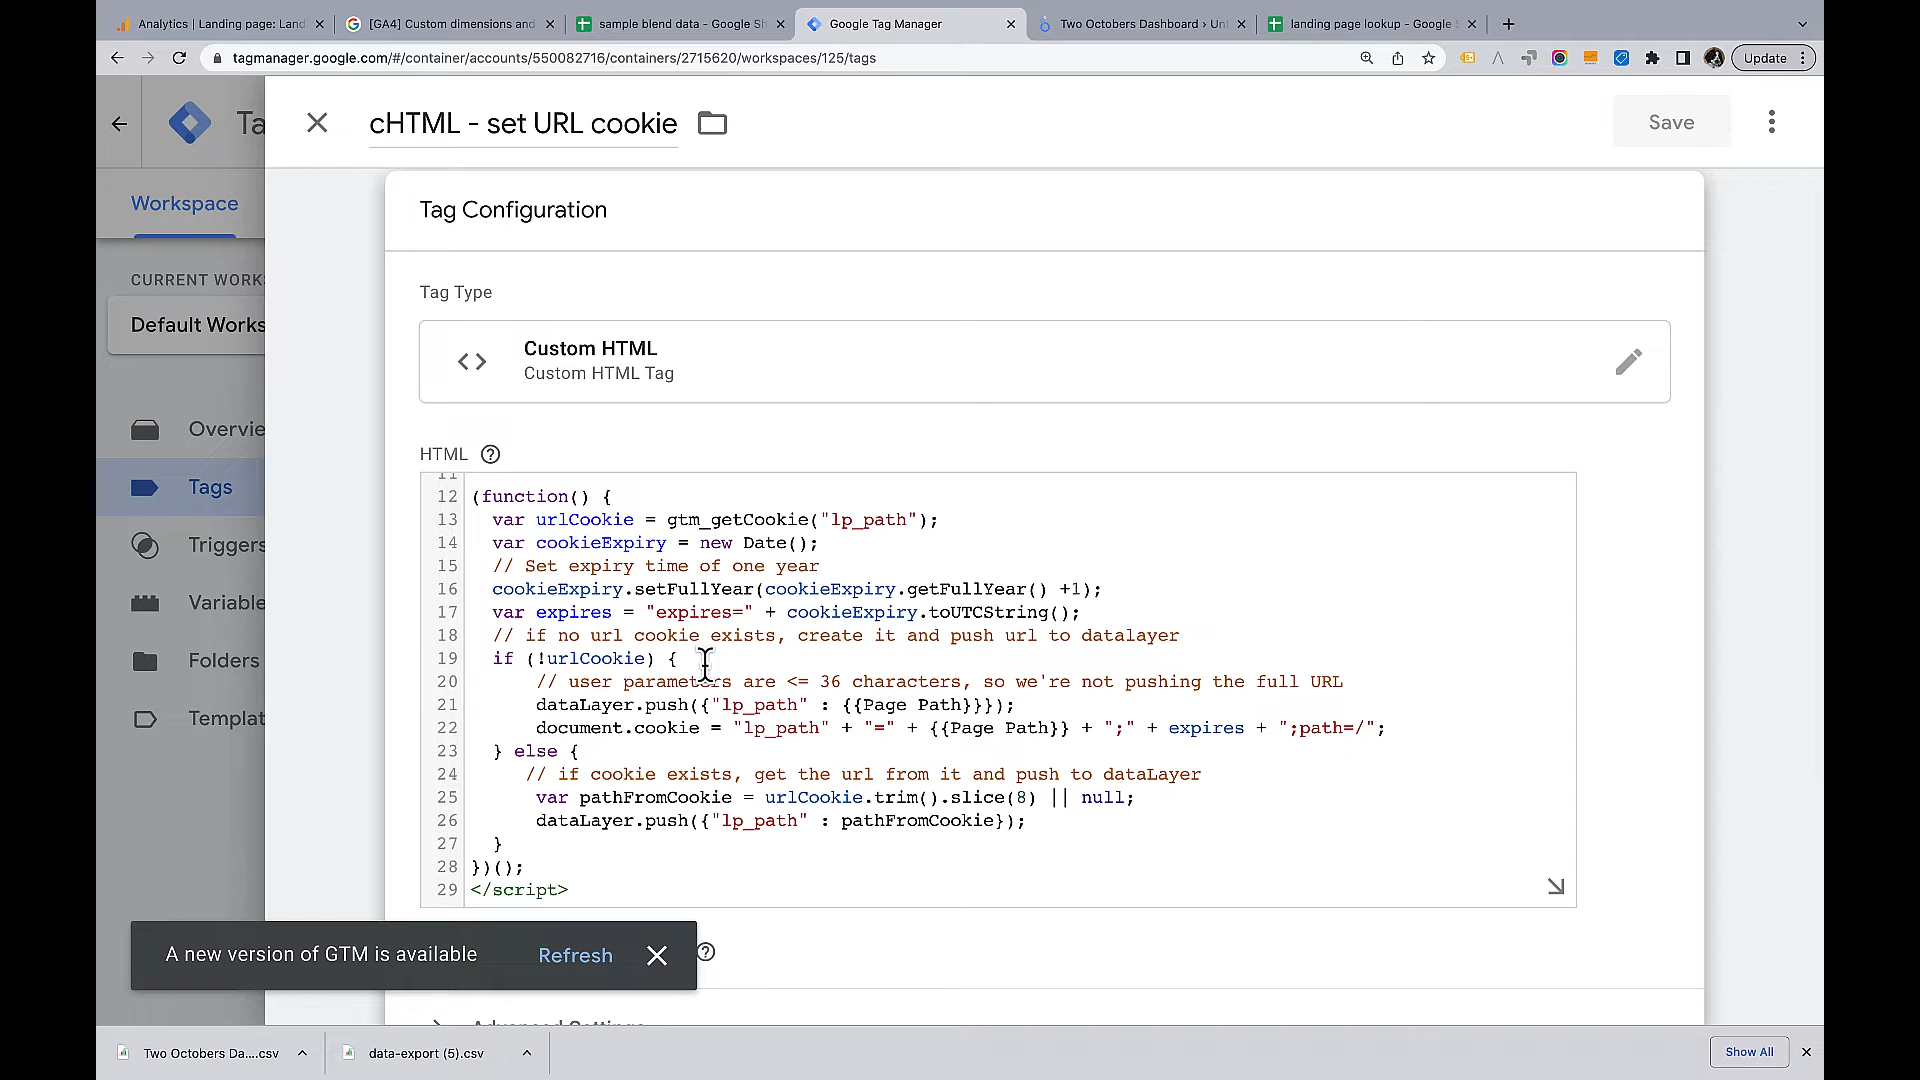 Analytics | Landing page: Land
[GA4] Custom dimensions and
sample blend data - Google Sh
Google Tag Manager
Two Octobers Dashboard › Unt
landing page lookup - Google S
tagmanager.google.com/#/container/accounts/550082716/containers/2715620/workspaces/125/tags
Update
Ta
cHTML - set URL cookie
Save
Workspace
Tag Configuration
CURRENT WORK
Default Works
Tag Type
Custom HTML
Custom HTML Tag
Overvie
Tags
Triggers
Variable
Folders
Templat
HTML
11
12 (function() {
13 var urlCookie = gtm_getCookie("lp_path");
14 var cookieExpiry = new Date();
15 // Set expiry time of one year
16 cookieExpiry.setFullYear(cookieExpiry.getFullYear() +1);
17 var expires = "expires=" + cookieExpiry.toUTCString();
18 // if no url cookie exists, create it and push url to datalayer
19 if (!urlCookie) {
20 // user parameters are <= 36 characters, so we're not pushing the full URL
21 dataLayer.push({"lp_path" : {{Page Path}}});
22 document.cookie = "lp_path" + "=" + {{Page Path}} + ";" + expires + ";path=/";
23 } else {
24 // if cookie exists, get the url from it and push to dataLayer
25 var pathFromCookie = urlCookie.trim().slice(8) || null;
26 dataLayer.push({"lp_path" : pathFromCookie});
27 }
28 })();
29 </script>
A new version of GTM is available
Refresh
Advanced Settings
Two Octobers Da....csv
data-export (5).csv
Show All